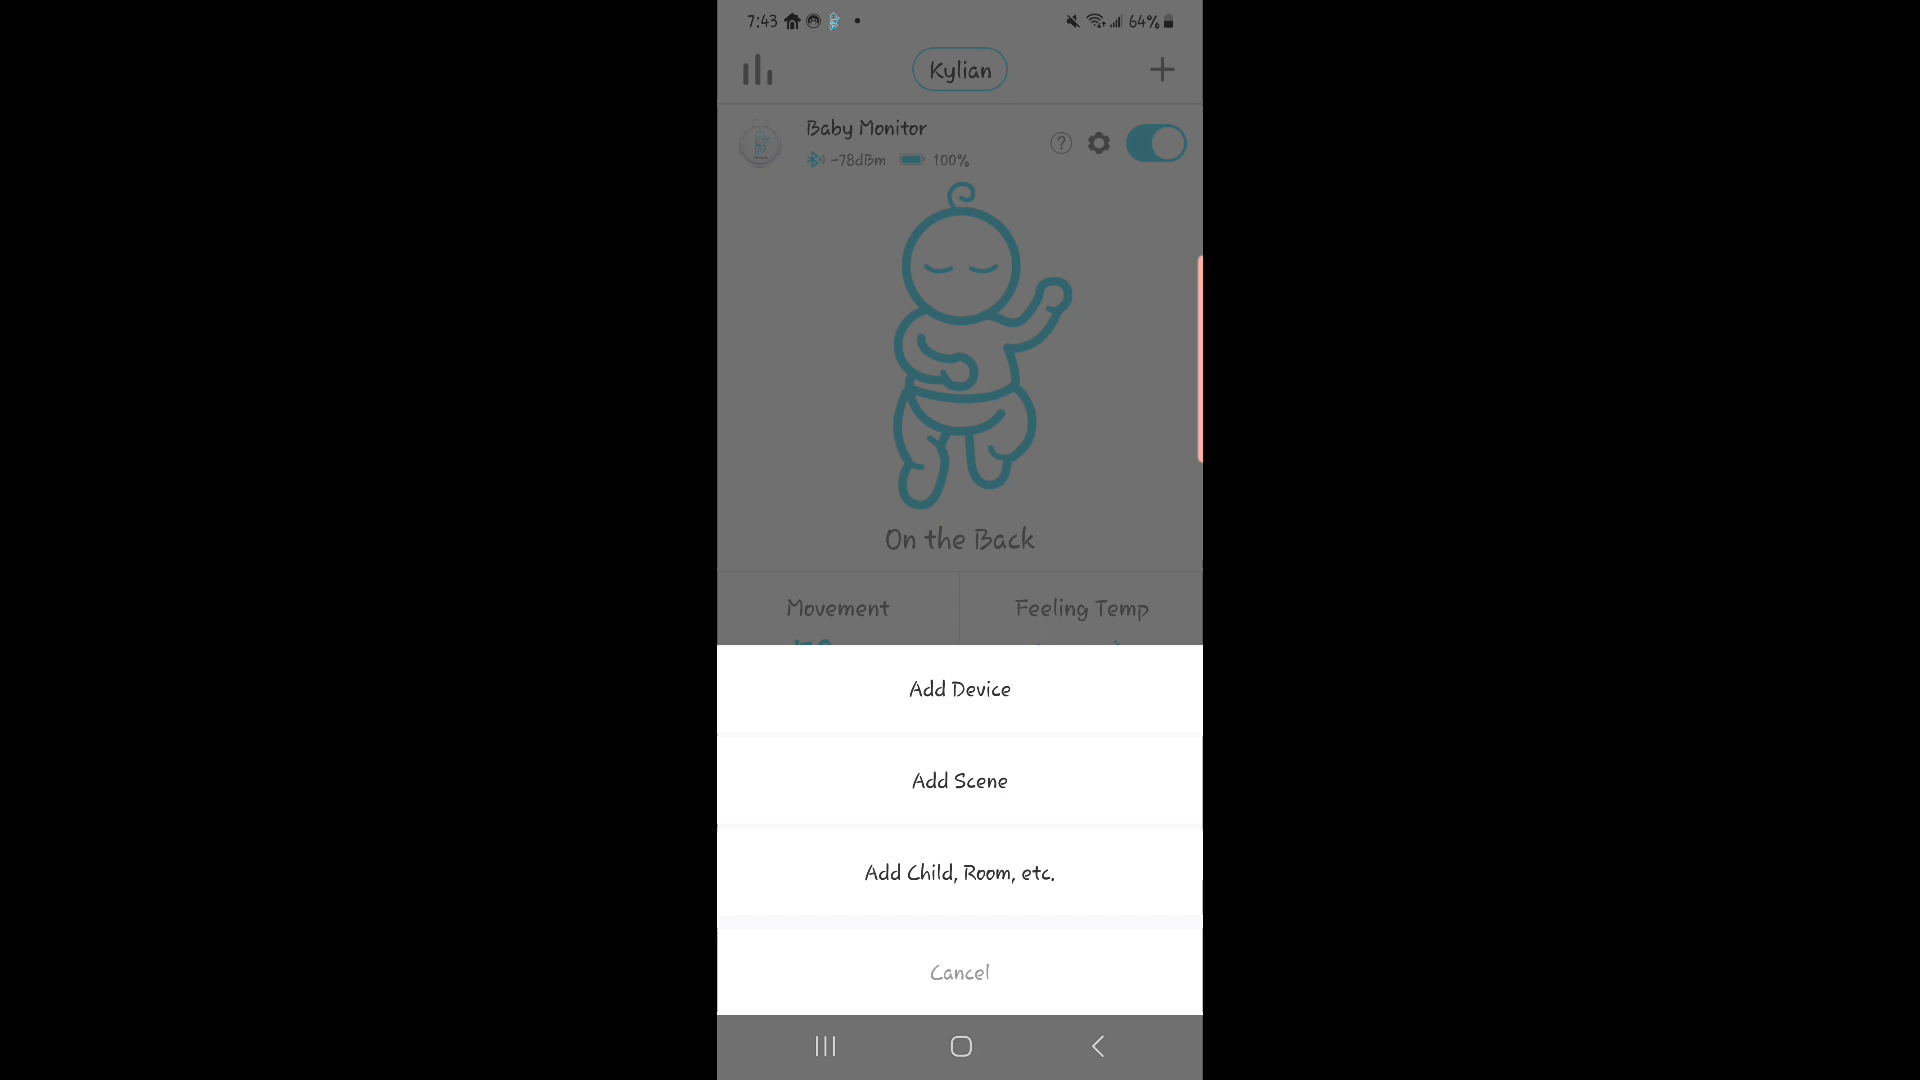 7:43 64%
Kylian
Baby Monitor
-78dBm 100%
On the Back
Movement Feeling Temp
Add Device
Add Scene
Add Child, Room, etc.
Cancel